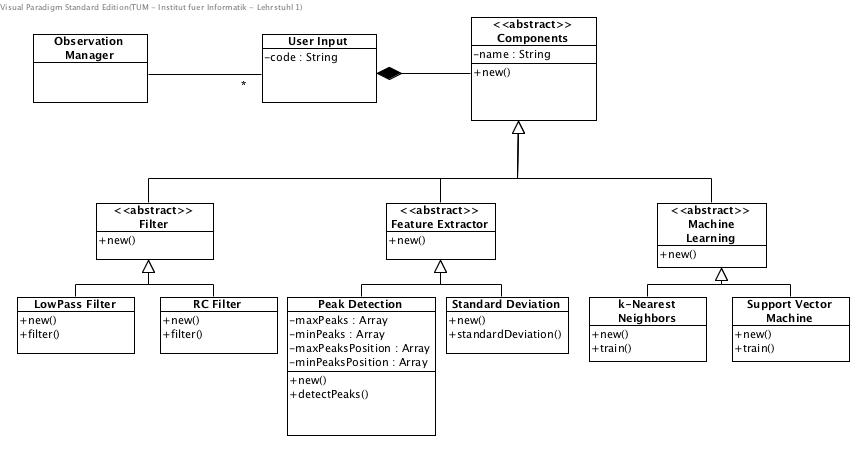 Visual Paradigm Standard Edition(TUM - Institut fuer Informatik - Lehrstuhl 1)
Observation
Manager
*
User Input
-code : String
<<abstract>>
Components
-name : String
+new()
<<abstract>>
Filter
+new()
<<abstract>>
Feature Extractor
+new()
<<abstract>>
Machine
Learning
+new()
LowPass Filter
+new()
+filter()
RC Filter
+new()
+filter()
Peak Detection
-maxPeaks : Array
-minPeaks : Array
-maxPeaksPosition : Array
-minPeaksPosition : Array
+new()
+detectPeaks()
Standard Deviation
+new()
+standardDeviation()
k-Nearest
Neighbors
+new()
+train()
Support Vector
Machine
+new()
+train()